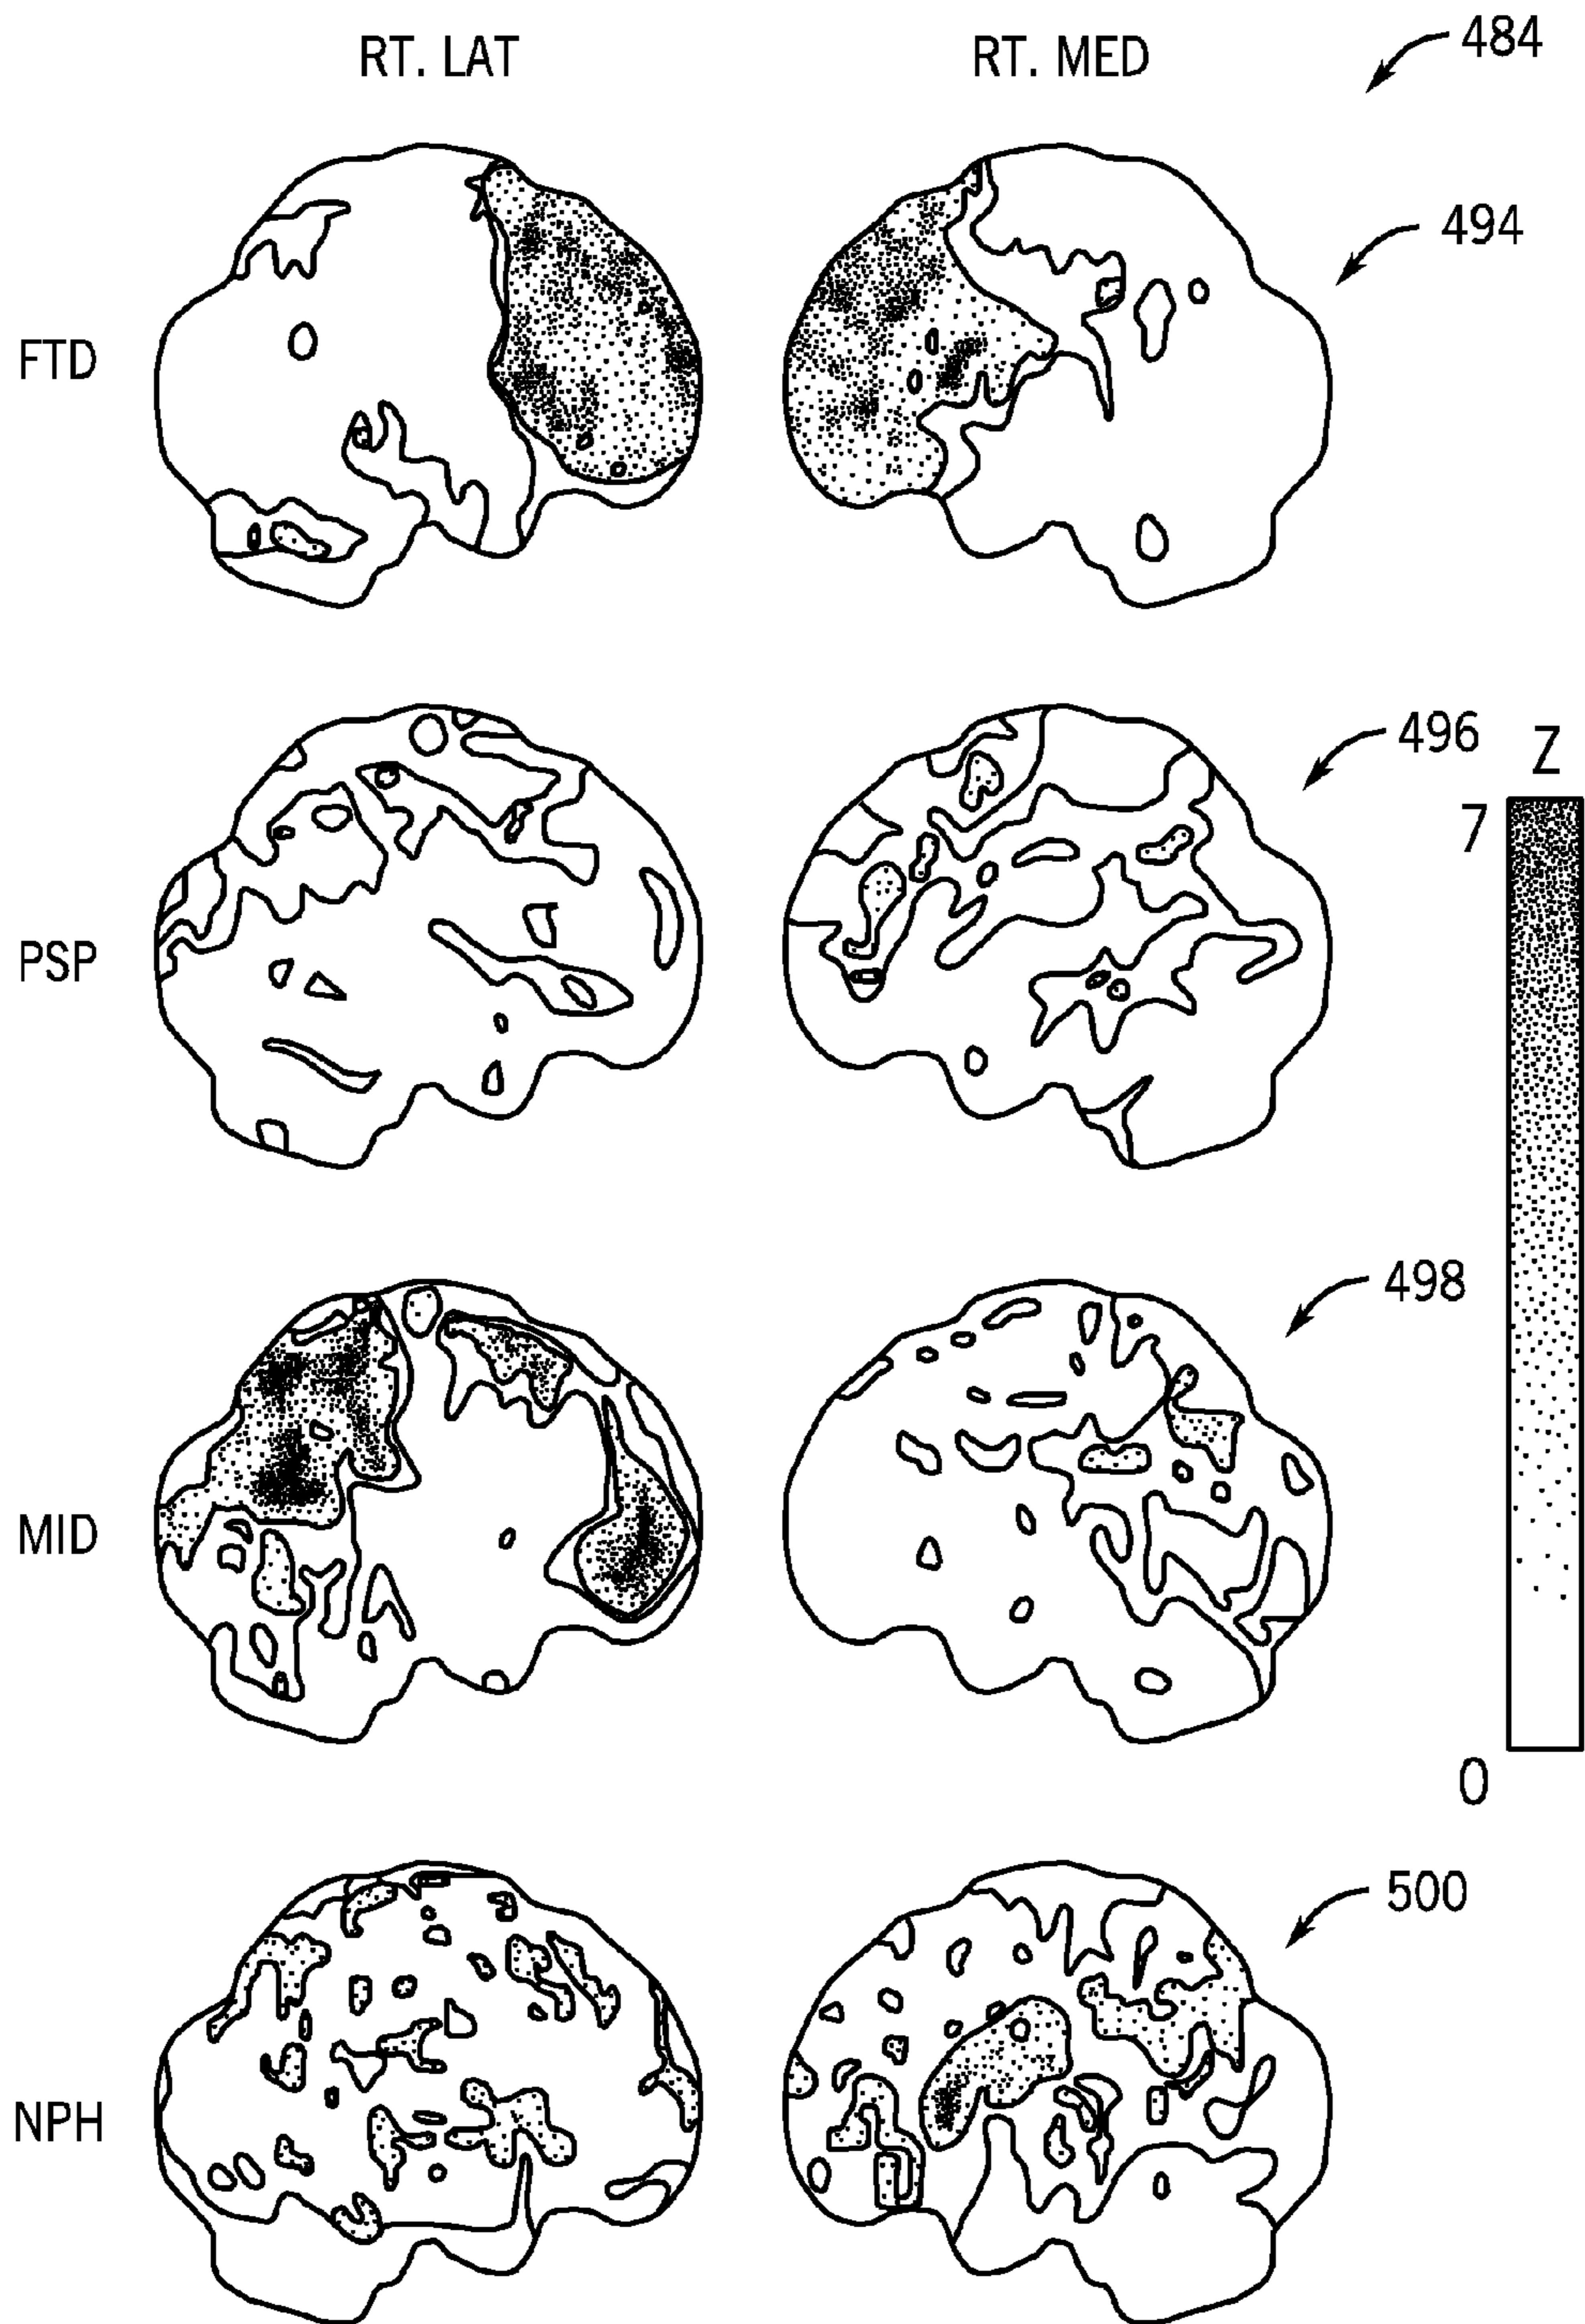 RT. LAT
RT. MED
484
494
FTD
496
Z
7
PSP
498
MID
0
500
NPH